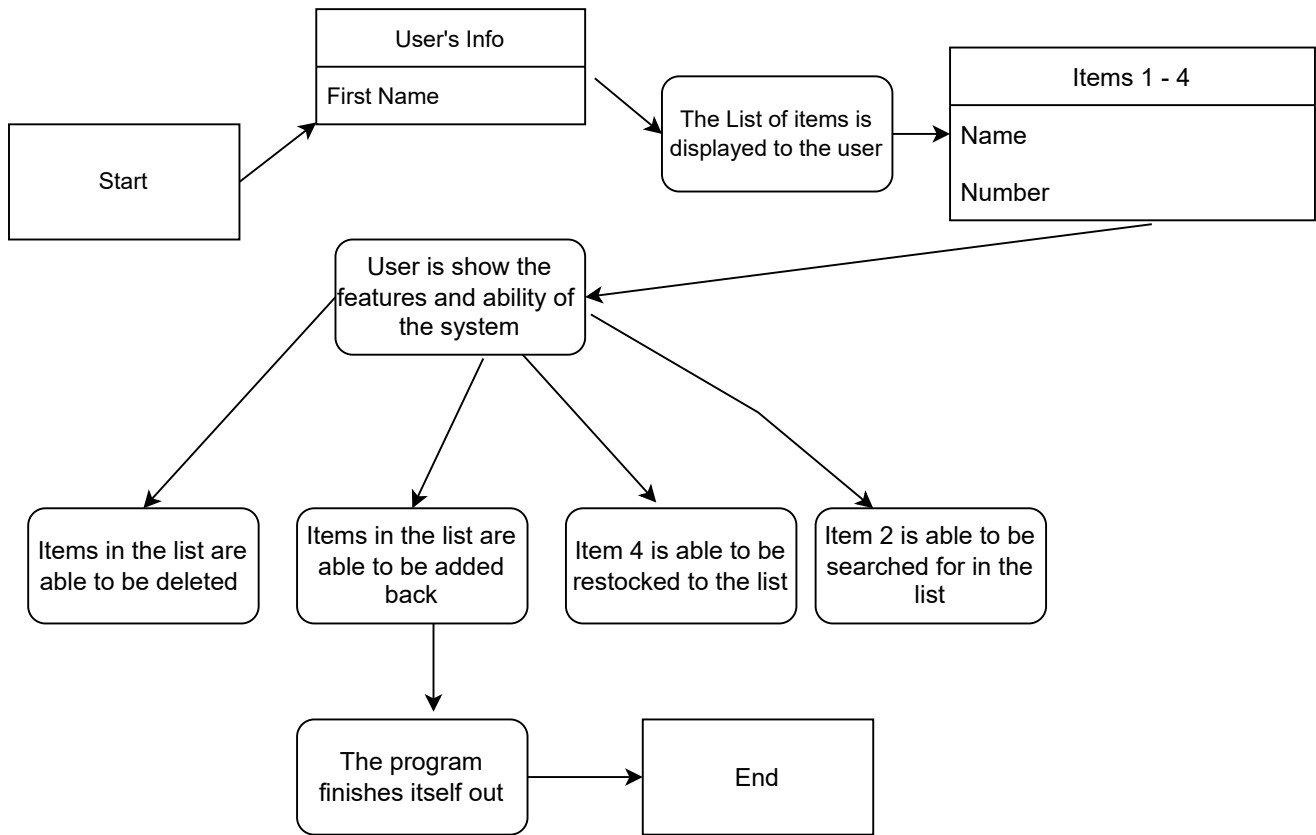 User's Info
First Name
Start
The List of items is
displayed to the user
Items 1 - 4
Name
Number
User is show the
features and ability of
the system
Items in the list are
able to be deleted
Items in the list are
able to be added
back
Item 4 is able to be
restocked to the list
Item 2 is able to be
searched for in the
list
The program
finishes itself out
End